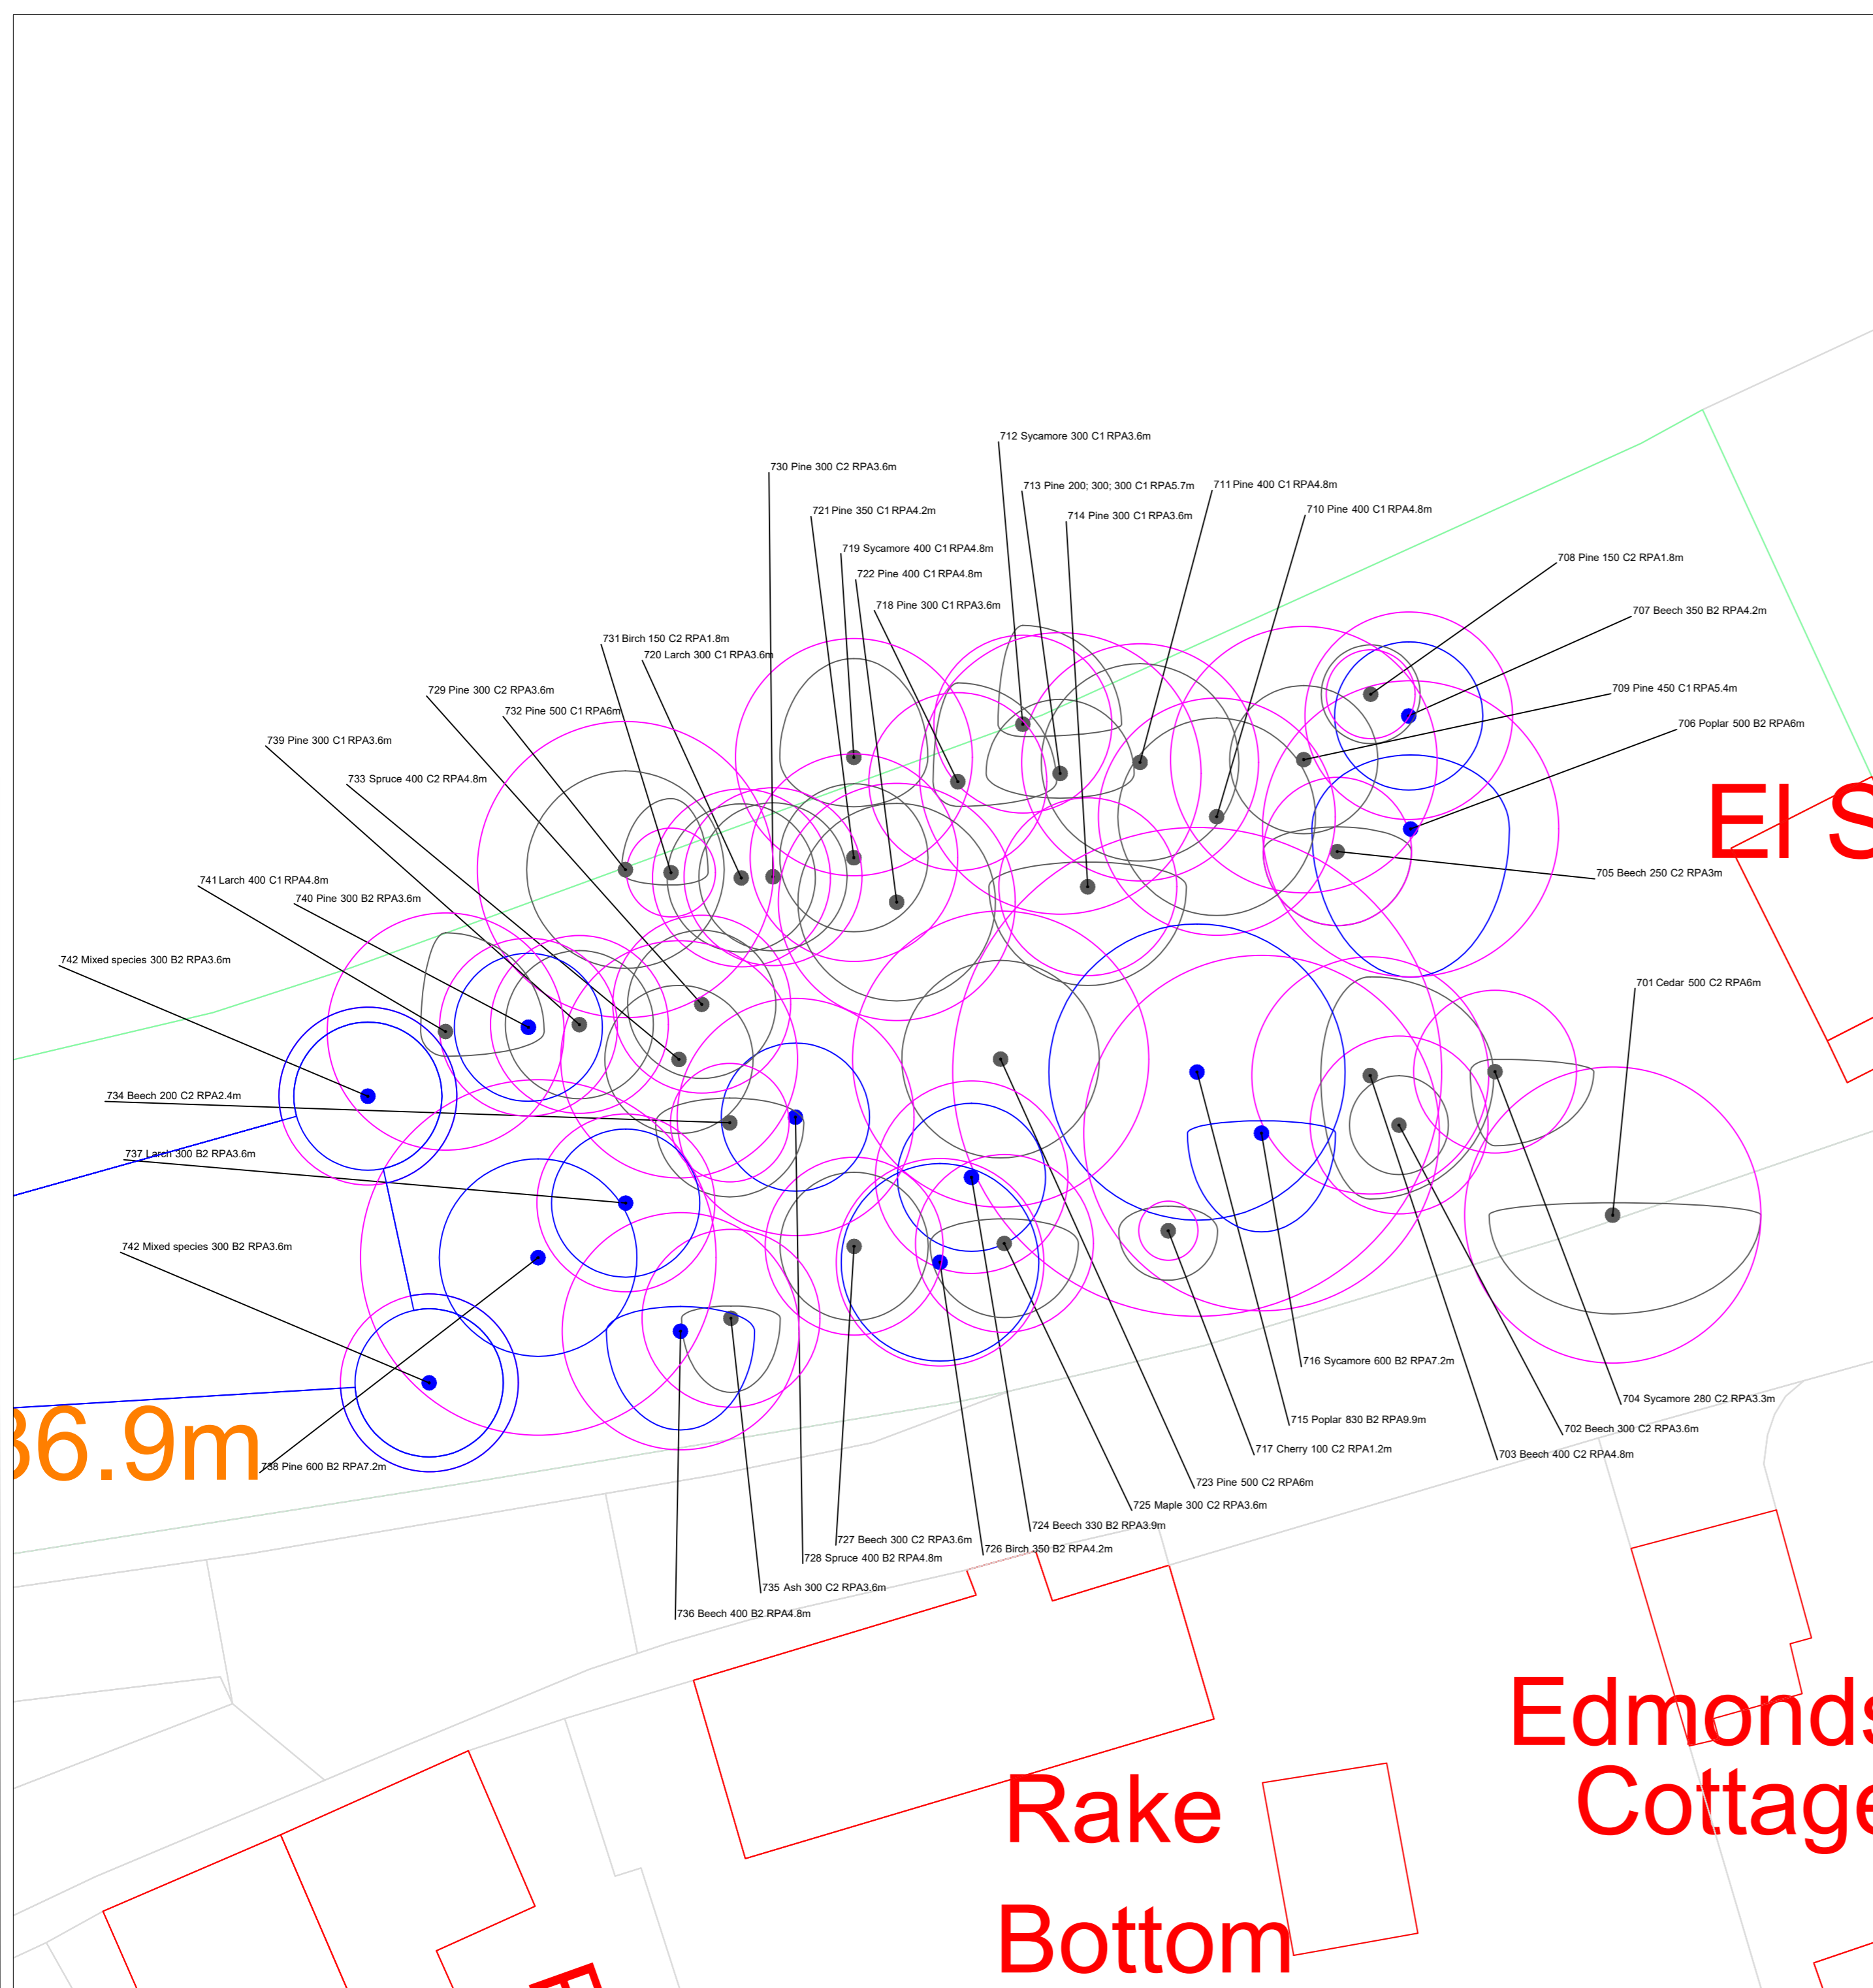 712 Sycamore 300 C1 RPA3.6m
730 Pine 300 C2 RPA3.6m
713 Pine 200; 300; 300 C1 RPA5.7m
711 Pine 400 C1 RPA4.8m
721 Pine 350 C1 RPA4.2m
714 Pine 300 C1 RPA3.6m
710 Pine 400 C1 RPA4.8m
719 Sycamore 400 C1 RPA4.8m
708 Pine 150 C2 RPA1.8m
722 Pine 400 C1 RPA4.8m
718 Pine 300 C1 RPA3.6m
707 Beech 350 B2 RPA4.2m
731 Birch 150 C2 RPA1.8m
720 Larch 300 C1 RPA3.6m
729 Pine 300 C2 RPA3.6m
709 Pine 450 C1 RPA5.4m
732 Pine 500 C1 RPA6m
706 Poplar 500 B2 RPA6m
739 Pine 300 C1 RPA3.6m
733 Spruce 400 C2 RPA4.8m
El S
705 Beech 250 C2 RPA3m
741 Larch 400 C1 RPA4.8m
740 Pine 300 B2 RPA3.6m
742 Mixed species 300 B2 RPA3.6m
701 Cedar 500 C2 RPA6m
734 Beech 200 C2 RPA2.4m
737 Larch 300 B2 RPA3.6m
742 Mixed species 300 B2 RPA3.6m
716 Sycamore 600 B2 RPA7.2m
704 Sycamore 280 C2 RPA3.3m
715 Poplar 830 B2 RPA9.9m
702 Beech 300 C2 RPA3.6m
36.9m
717 Cherry 100 C2 RPA1.2m
703 Beech 400 C2 RPA4.8m
738 Pine 600 B2 RPA7.2m
723 Pine 500 C2 RPA6m
725 Maple 300 C2 RPA3.6m
724 Beech 330 B2 RPA3.9m
727 Beech 300 C2 RPA3.6m
726 Birch 350 B2 RPA4.2m
728 Spruce 400 B2 RPA4.8m
735 Ash 300 C2 RPA3.6m
736 Beech 400 B2 RPA4.8m
Edmonds
Cottage
Rake
Bottom